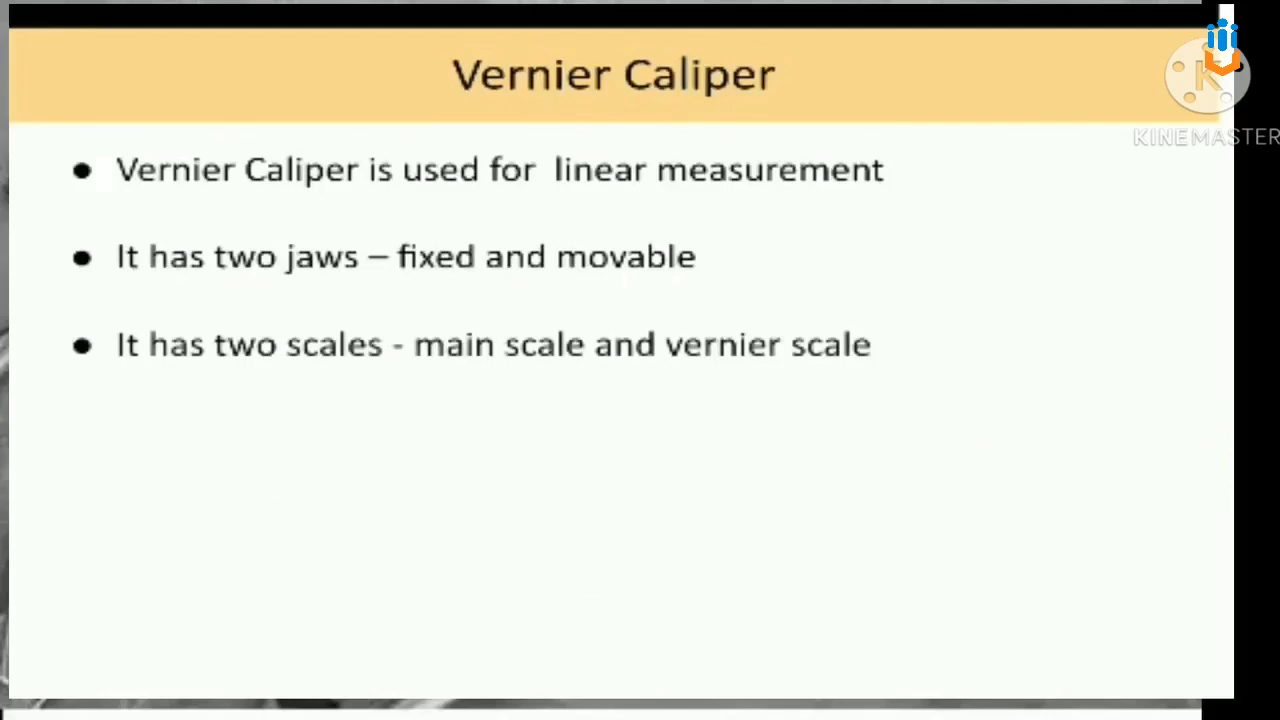 Vernier Caliper
K
KINEMASTER
● Vernier Caliper is used for linear measurement
● It has two jaws – fixed and movable
● It has two scales - main scale and vernier scale